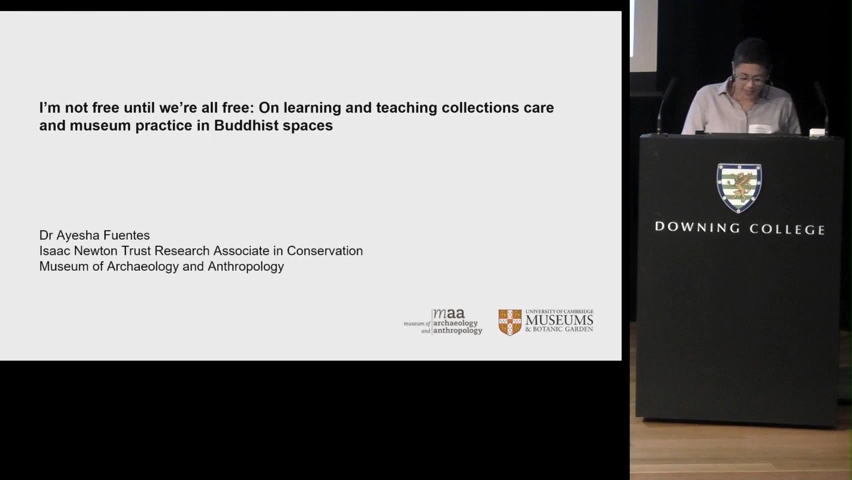 I'm not free until we're all free: On learning and teaching collections care
and museum practice in Buddhist spaces
Dr Ayesha Fuentes
Isaac Newton Trust Research Associate in Conservation
Museum of Archaeology and Anthropology
maa
museum of archaeology
and anthropology
UNIVERSITY OF CAMBRIDGE
MUSEUMS
& BOTANIC GARDEN
DOWNING COLLEGE